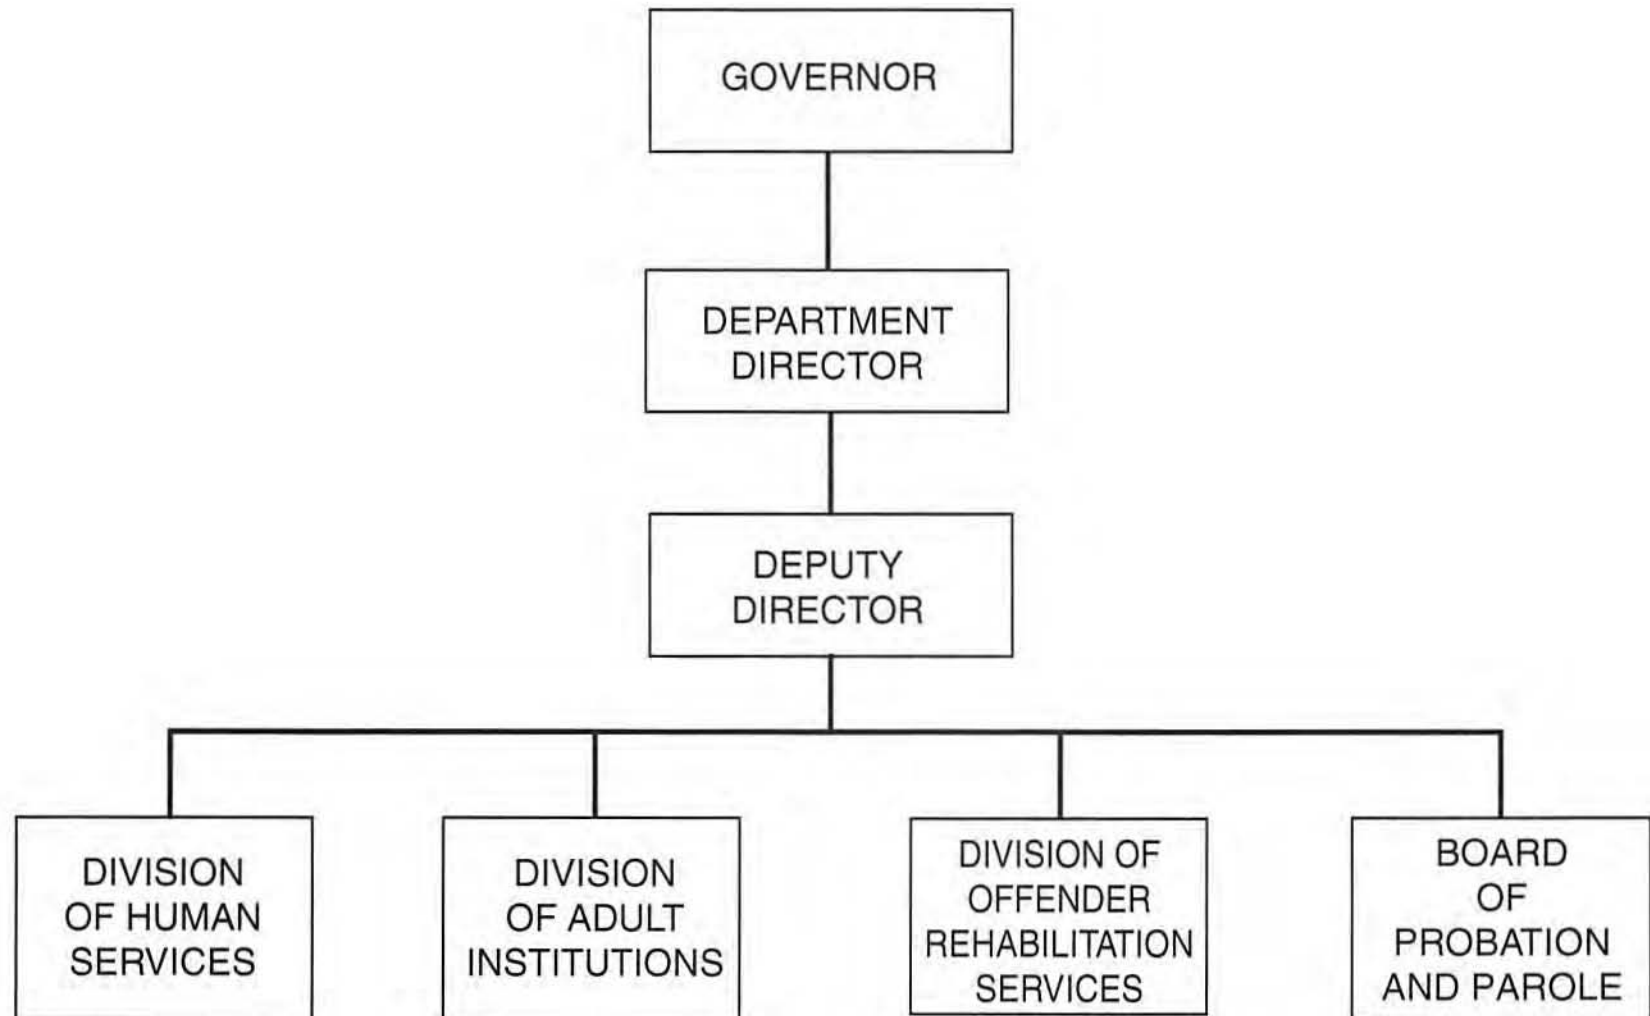 GOVERNOR
DEPARTMENT
DIRECTOR
DEPUTY
DIRECTOR
DIVISION
OF HUMAN
SERVICES
DIVISION
OF ADULT
INSTITUTIONS
DIVISION OF
OFFENDER
REHABILITATION
SERVICES
BOARD
OF
PROBATION
AND PAROLE